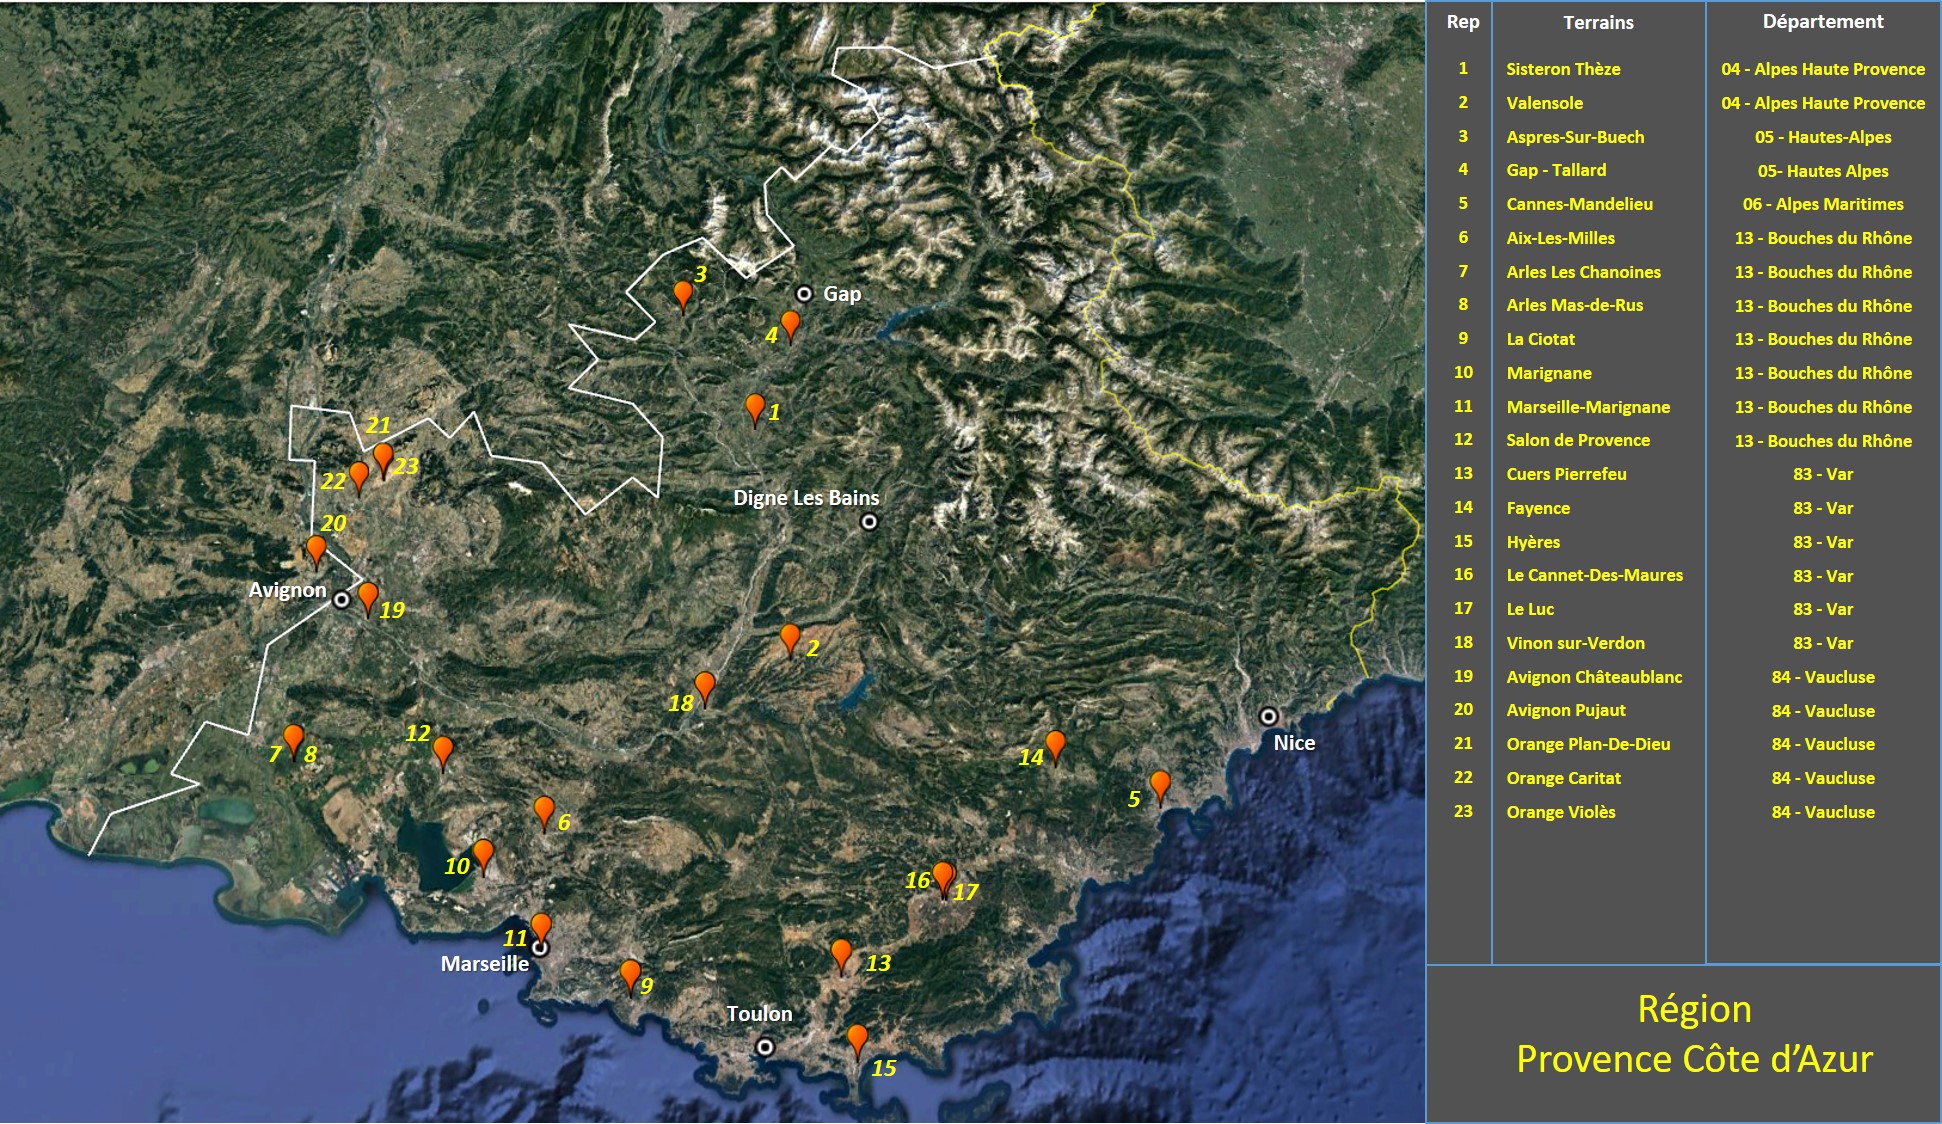 Rep Terrains Département
1 Sisteron Thèze 04 - Alpes Haute Provence
2 Valensole 04 - Alpes Haute Provence
3 Aspres-Sur-Buech 05 - Hautes-Alpes
4 Gap - Tallard 05- Hautes Alpes
5 Cannes-Mandelieu 06 - Alpes Maritimes
6 Aix-Les-Milles 13 - Bouches du Rhône
7 Arles Les Chanoines 13 - Bouches du Rhône
8 Arles Mas-de-Rus 13 - Bouches du Rhône
9 La Ciotat 13 - Bouches du Rhône
10 Marignane 13 - Bouches du Rhône
11 Marseille-Marignane 13 - Bouches du Rhône
12 Salon de Provence 13 - Bouches du Rhône
13 Cuers Pierrefeu 83 - Var
14 Fayence 83 - Var
15 Hyères 83 - Var
16 Le Cannet-Des-Maures 83 - Var
17 Le Luc 83 - Var
18 Vinon sur-Verdon 83 - Var
19 Avignon Châteaublanc 84 - Vaucluse
20 Avignon Pujaut 84 - Vaucluse
21 Orange Plan-De-Dieu 84 - Vaucluse
22 Orange Caritat 84 - Vaucluse
23 Orange Violès 84 - Vaucluse
Région
Provence Côte d'Azur
3
Gap
4
1
21
23
22
Digne Les Bains
20
Avignon
19
2
18
12
7 8
Nice
14
5
6
10
16
17
11
Marseille
13
9
Toulon
15